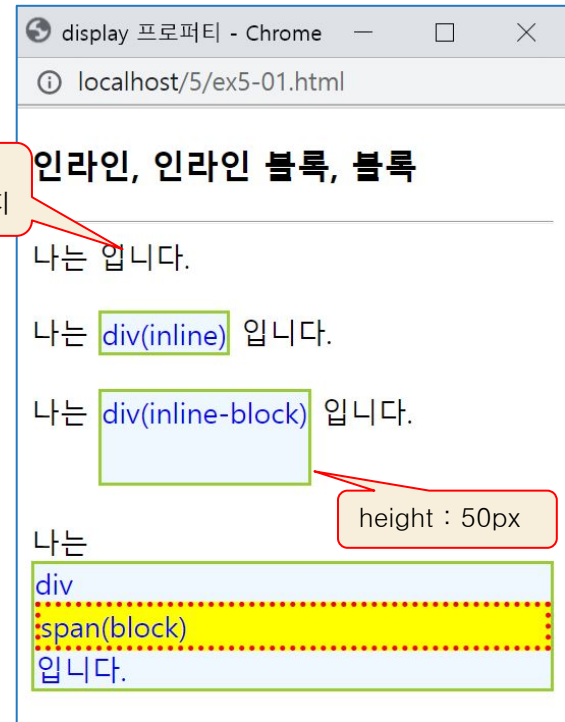 display 프로퍼티 - Chrome
localhost/5/ex5-01.html
인라인, 인라인 블록, 블록
나는 입니다.
나는 div(inline) 입니다.
나는 div(inline-block) 입니다.
height : 50px
나는
div
span(block)
입니다.